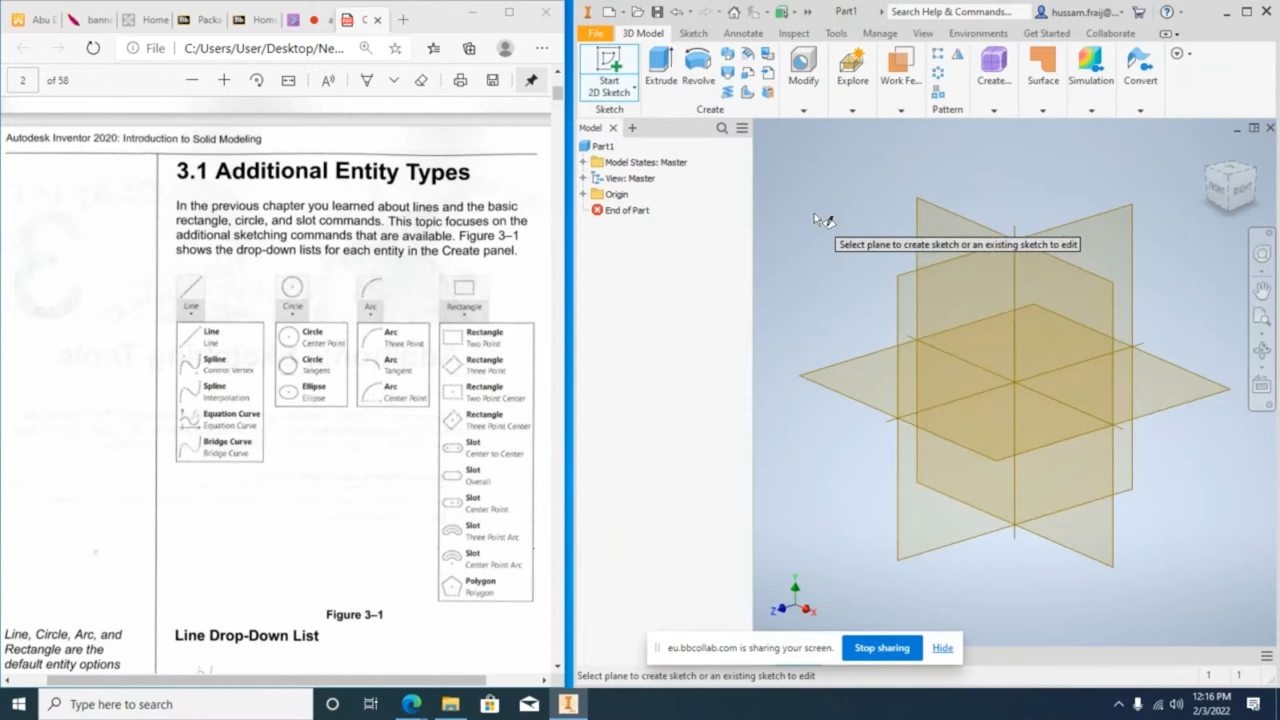 Abu D
bann
Home
Packa
Home
a
C
File
C:/Users/User/Desktop/Ne...
2
of 58
Autodesk Inventor 2020: Introduction to Solid Modeling
3.1 Additional Entity Types
In the previous chapter you learned about lines and the basic
rectangle, circle, and slot commands. This topic focuses on the
additional sketching commands that are available. Figure 3–1
shows the drop-down lists for each entity in the Create panel.
Line
Circle
Arc
Rectangle
Line
Line
Spline
Control Vertex
Spline
Interpolation
Equation Curve
Equation Curve
Bridge Curve
Bridge Curve
Circle
Center Point
Circle
Tangent
Ellipse
Ellipse
Arc
Three Point
Arc
Tangent
Arc
Center Point
Rectangle
Two Point
Rectangle
Three Point
Rectangle
Two Point Center
Rectangle
Three Point Center
Slot
Center to Center
Slot
Overall
Slot
Center Point
Slot
Three Point Arc
Slot
Center Point Arc
Polygon
Polygon
Figure 3–1
Line, Circle, Arc, and
Rectangle are the
default entity options
Line Drop-Down List
Part1
Search Help & Commands...
hussam.fraij@...
File
3D Model
Sketch
Annotate
Inspect
Tools
Manage
View
Environments
Get Started
Collaborate
Start
2D Sketch
Extrude
Revolve
Modify
Explore
Work Fe...
Create...
Surface
Simulation
Convert
Sketch
Create
Pattern
Model
Part1
Model States: Master
View: Master
Origin
End of Part
Select plane to create sketch or an existing sketch to edit
FRONT
RIGHT
Y
Z
X
eu.bbcollab.com is sharing your screen.
Stop sharing
Hide
Select plane to create sketch or an existing sketch to edit
1
1
Type here to search
12:16 PM
2/3/2022